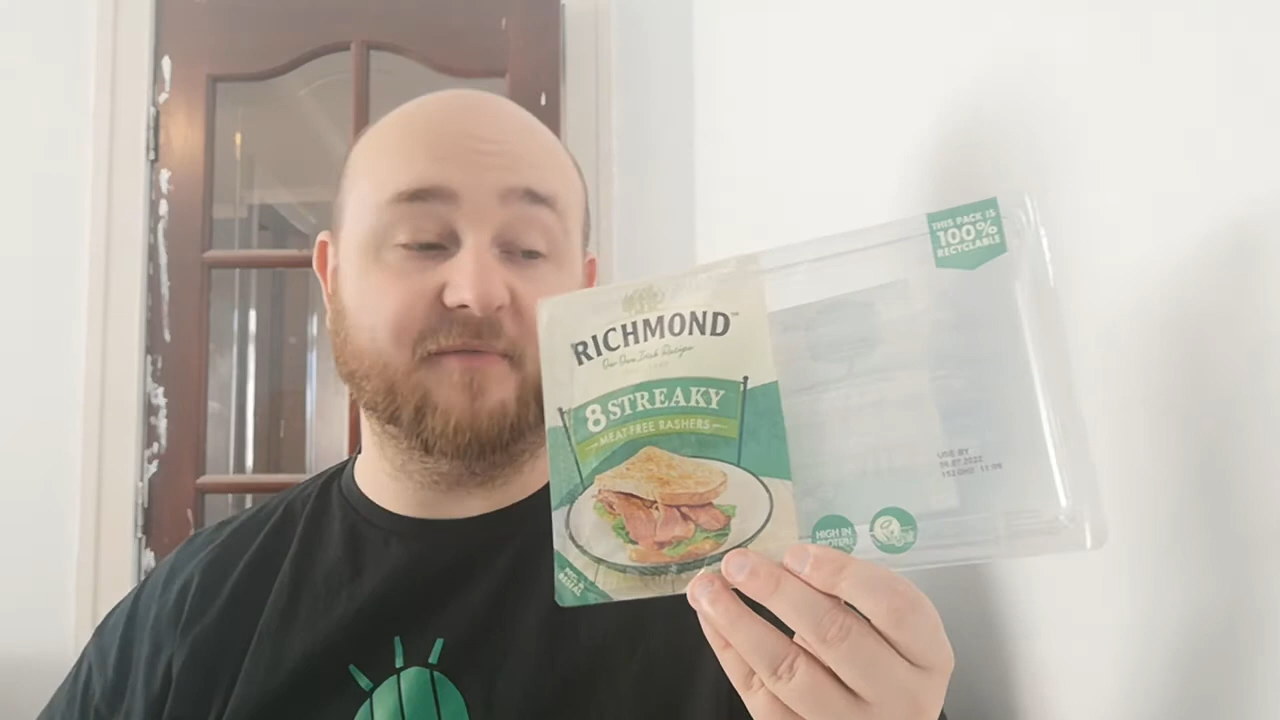 THIS PACK IS
100%
RECYCLABLE
RICHMOND™
Our Own Irish Recipe
8 STREAKY
MEAT-FREE RASHERS
USE BY
HIGH IN
PROTEIN